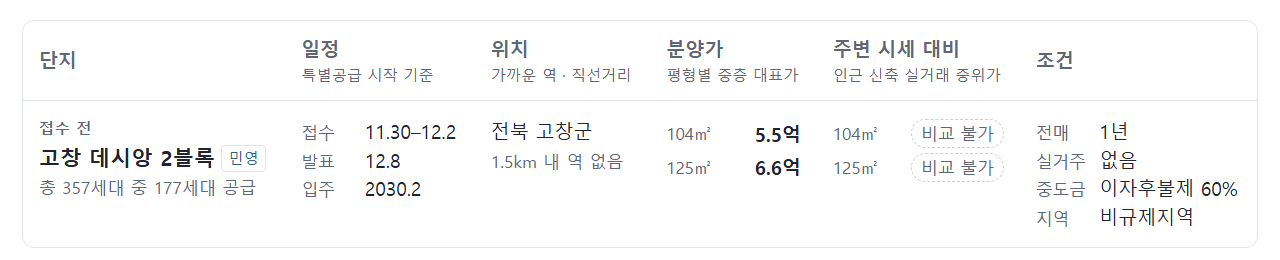 단지
일정
특별공급 시작 기준
위치
가까운 역 · 직선거리
분양가
평형별 중층 대표가
주변 시세 대비
인근 신축 실거래 중위가
조건
접수 전
고창 데시앙 2블록 민영
총 357세대 중 177세대 공급
접수 11.30–12.2
발표 12.8
입주 2030.2
전북 고창군
1.5km 내 역 없음
104㎡ 5.5억
125㎡ 6.6억
104㎡ 비교 불가
125㎡ 비교 불가
전매 1년
실거주 없음
중도금 이자후불제 60%
지역 비규제지역